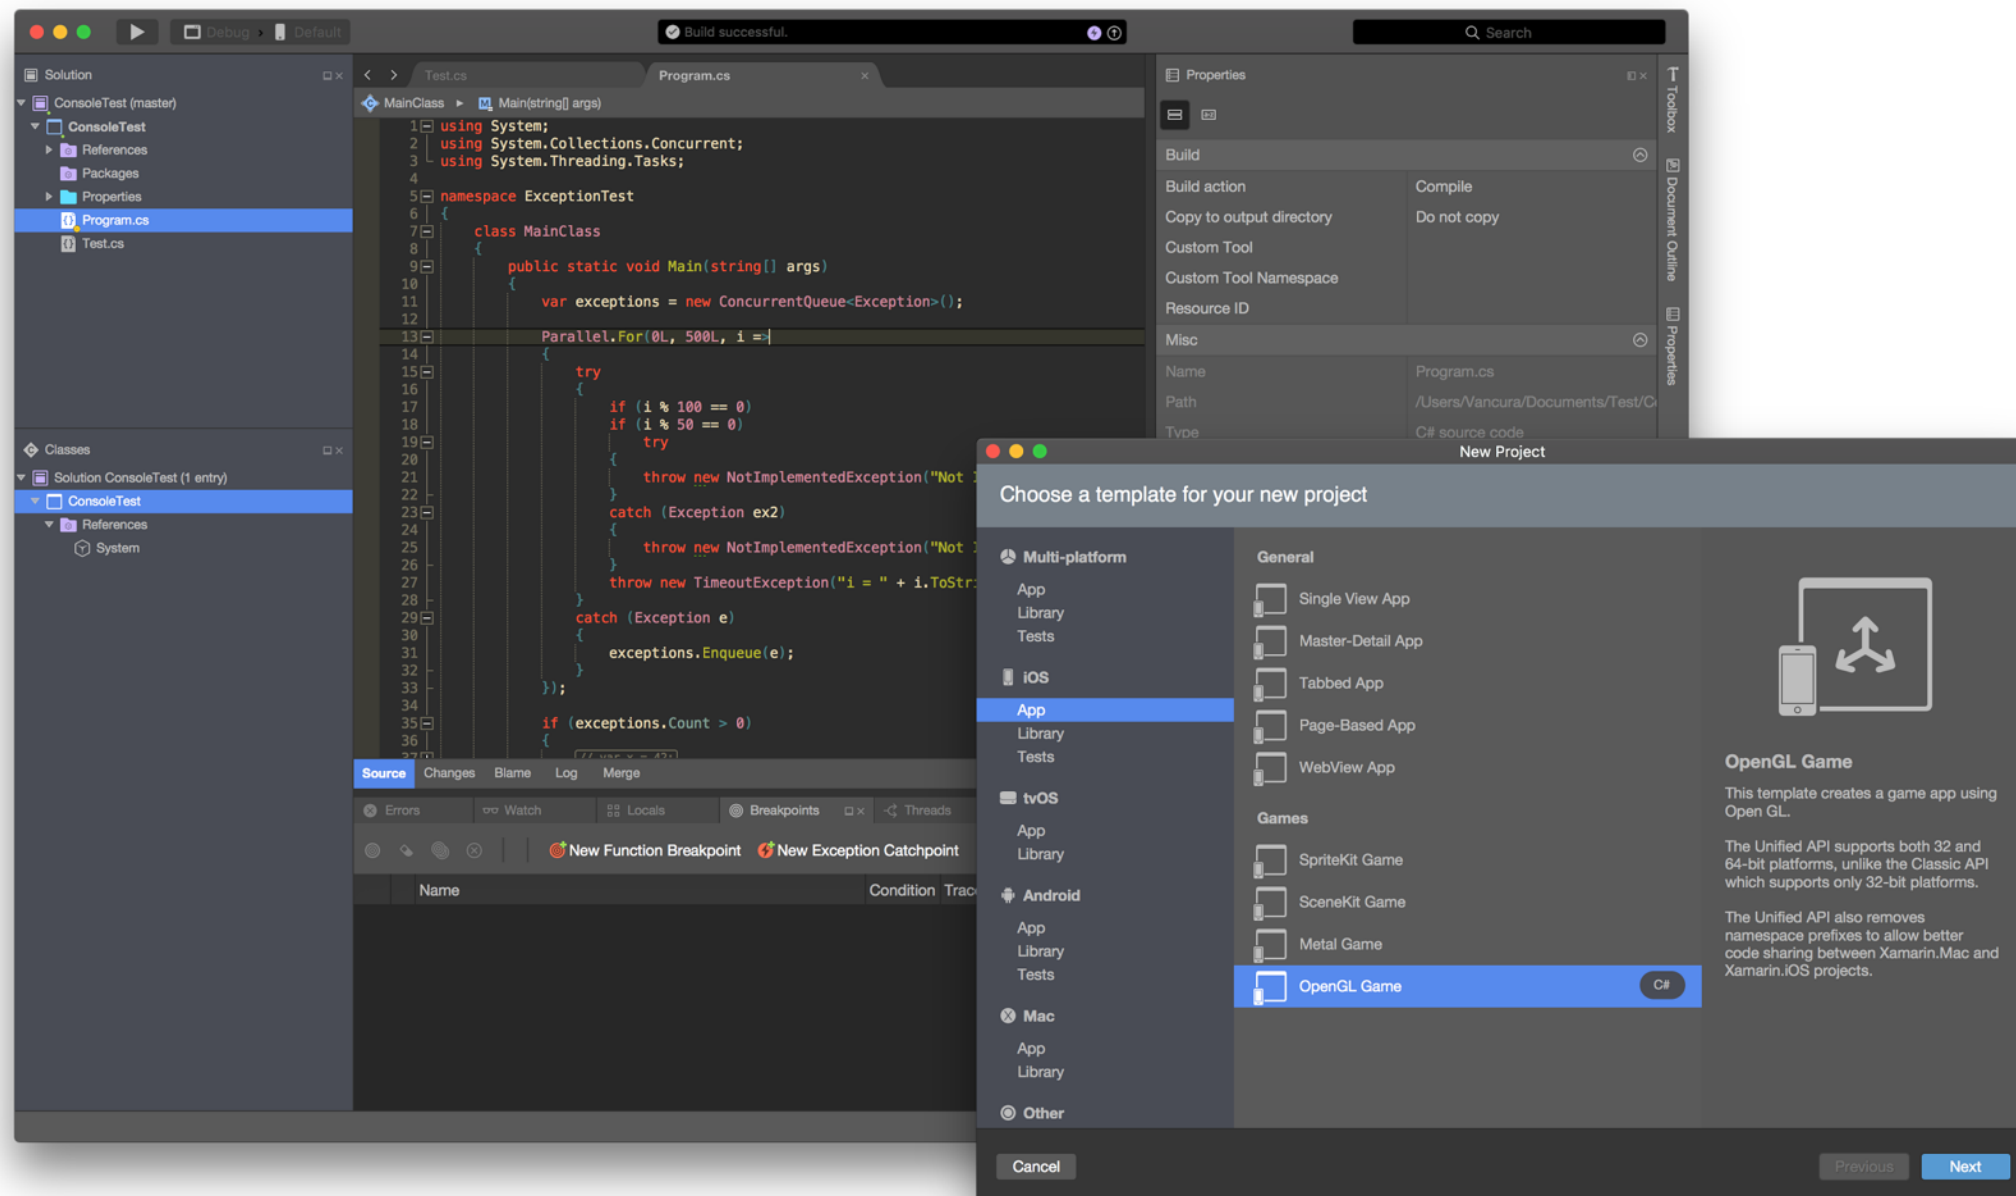 Debug
Default
Build successful.
Search
Solution
ConsoleTest (master)
ConsoleTest
References
Packages
Properties
Program.cs
Test.cs
Classes
Solution ConsoleTest (1 entry)
ConsoleTest
References
System
Test.cs
Program.cs
MainClass
Main(string[] args)
1 using System;
2 using System.Collections.Concurrent;
3 using System.Threading.Tasks;
4
5 namespace ExceptionTest
6 {
7 class MainClass
8 {
9 public static void Main(string[] args)
10 {
11 var exceptions = new ConcurrentQueue<Exception>();
12
13 Parallel.For(0L, 500L, i =>
14 {
15 try
16 {
17 if (i % 100 == 0)
18 if (i % 50 == 0)
19 try
20 {
21 throw new NotImplementedException("Not
22 }
23 catch (Exception ex2)
24 {
25 throw new NotImplementedException("Not
26 }
27 throw new TimeoutException("i = " + i.ToStr
28 }
29 catch (Exception e)
30 {
31 exceptions.Enqueue(e);
32 }
33 });
34
35 if (exceptions.Count > 0)
36 {
37 // var x = 42;
Source Changes Blame Log Merge
Errors Watch Locals Breakpoints Threads
New Function Breakpoint New Exception Catchpoint
Name Condition Trac
Properties
Build
Build action Compile
Copy to output directory Do not copy
Custom Tool
Custom Tool Namespace
Resource ID
Misc
Name Program.cs
Path /Users/Vancura/Documents/Test/C
Type C# source code
Toolbox
Document Outline
Properties
New Project
Choose a template for your new project
Multi-platform
App
Library
Tests
iOS
App
Library
Tests
tvOS
App
Library
Android
App
Library
Tests
Mac
App
Library
Other
General
Single View App
Master-Detail App
Tabbed App
Page-Based App
WebView App
Games
SpriteKit Game
SceneKit Game
Metal Game
OpenGL Game C#
OpenGL Game
This template creates a game app using
Open GL.
The Unified API supports both 32 and
64-bit platforms, unlike the Classic API
which supports only 32-bit platforms.
The Unified API also removes
namespace prefixes to allow better
code sharing between Xamarin.Mac and
Xamarin.iOS projects.
Cancel
Previous
Next